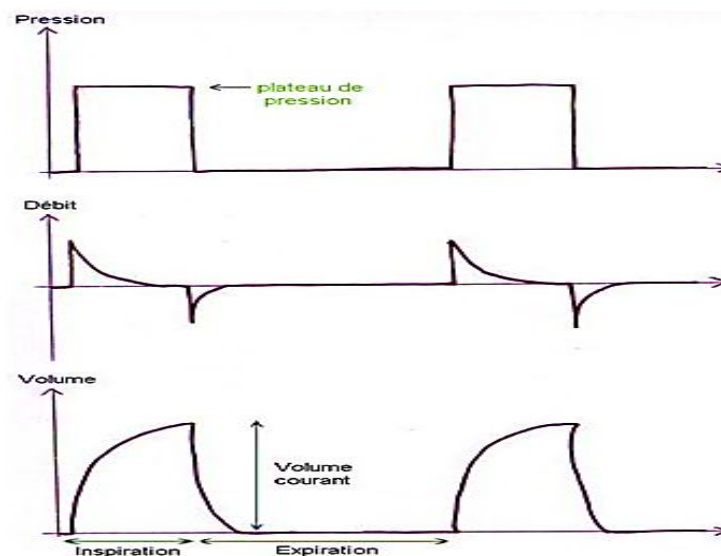 Pression
plateau de
pression
Débit
Volume
Volume
courant
Inspiration
Expiration